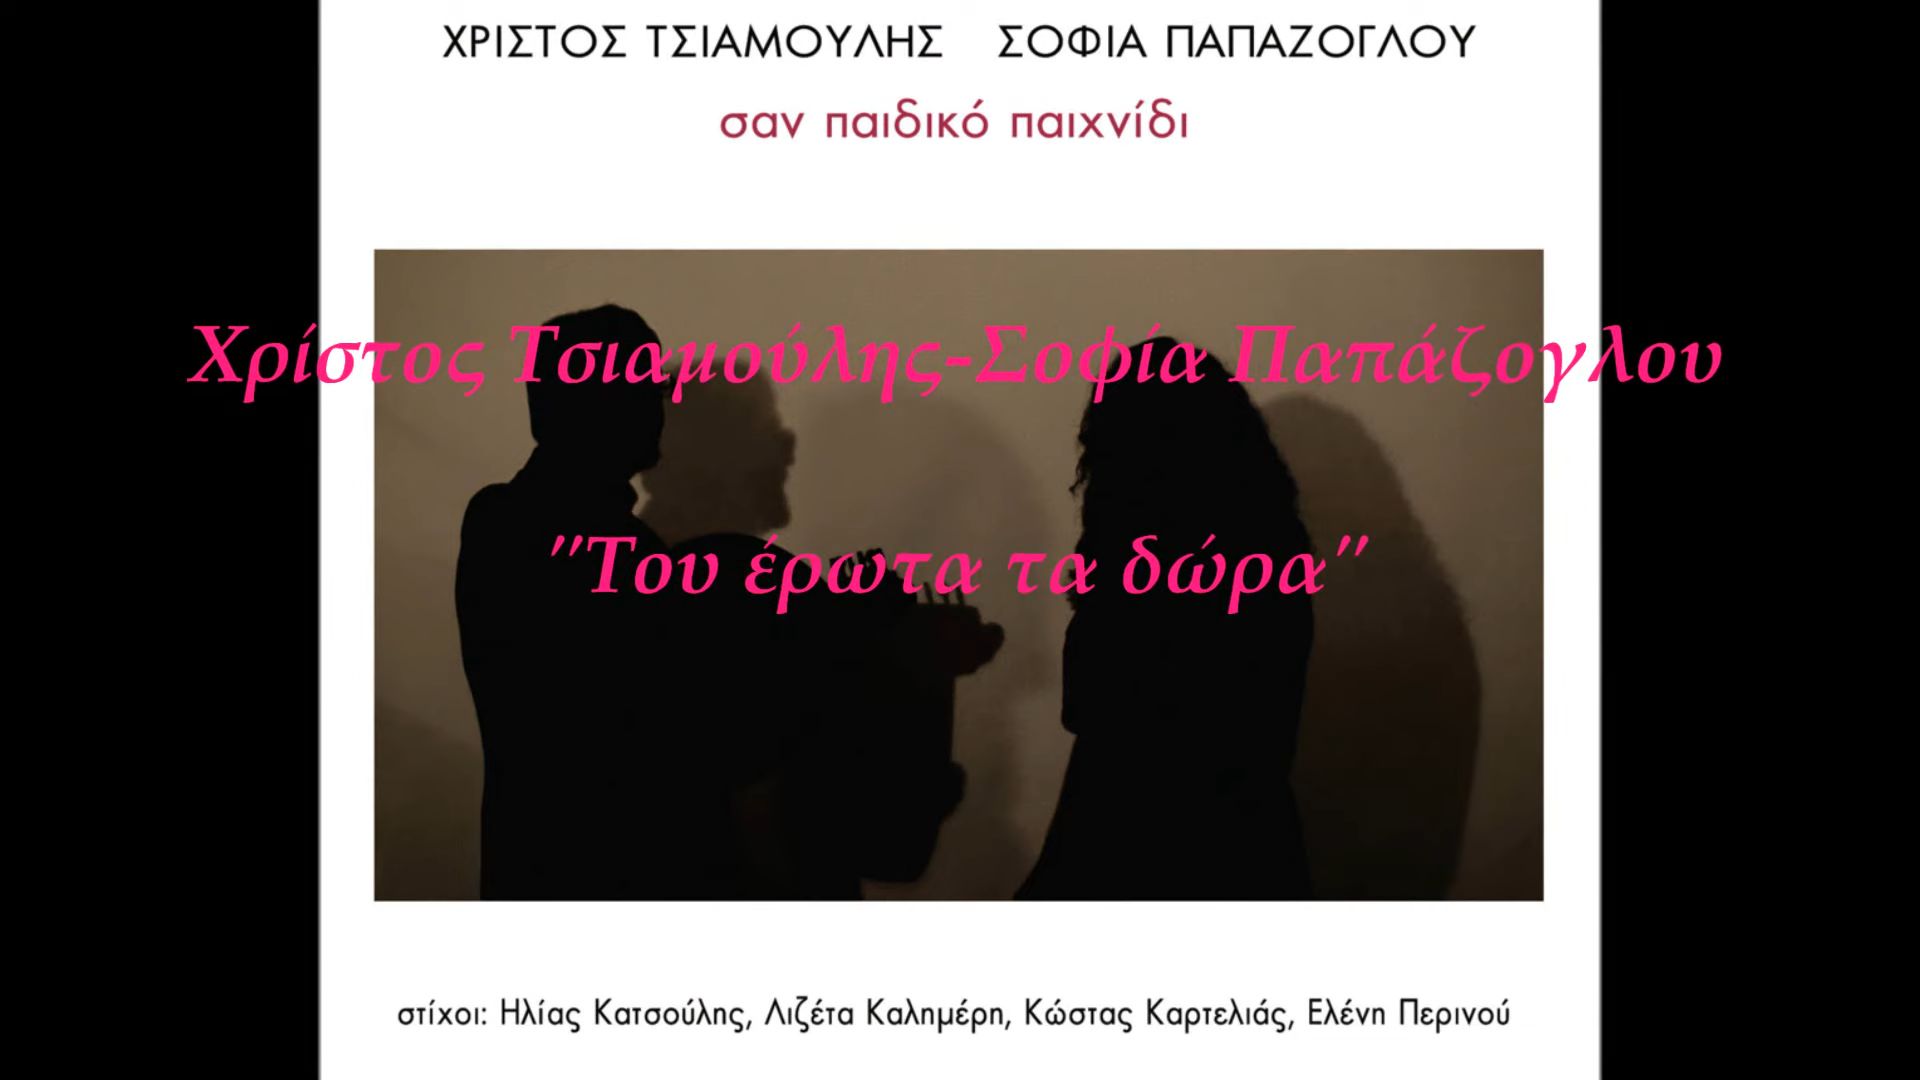 ΧΡΙΣΤΟΣ ΤΣΙΑΜΟΥΛΗΣ ΣΟΦΙΑ ΠΑΠΑΖΟΓΛΟΥ
σαν παιδικό παιχνίδι
Χρίστος Τσιαμούλης-Σοφία Παπάζογλου
"Του έρωτα τα δώρα"
στίχοι: Ηλίας Κατσούλης, Λιζέτα Καλημέρη, Κώστας Καρτελιάς, Ελένη Περινού